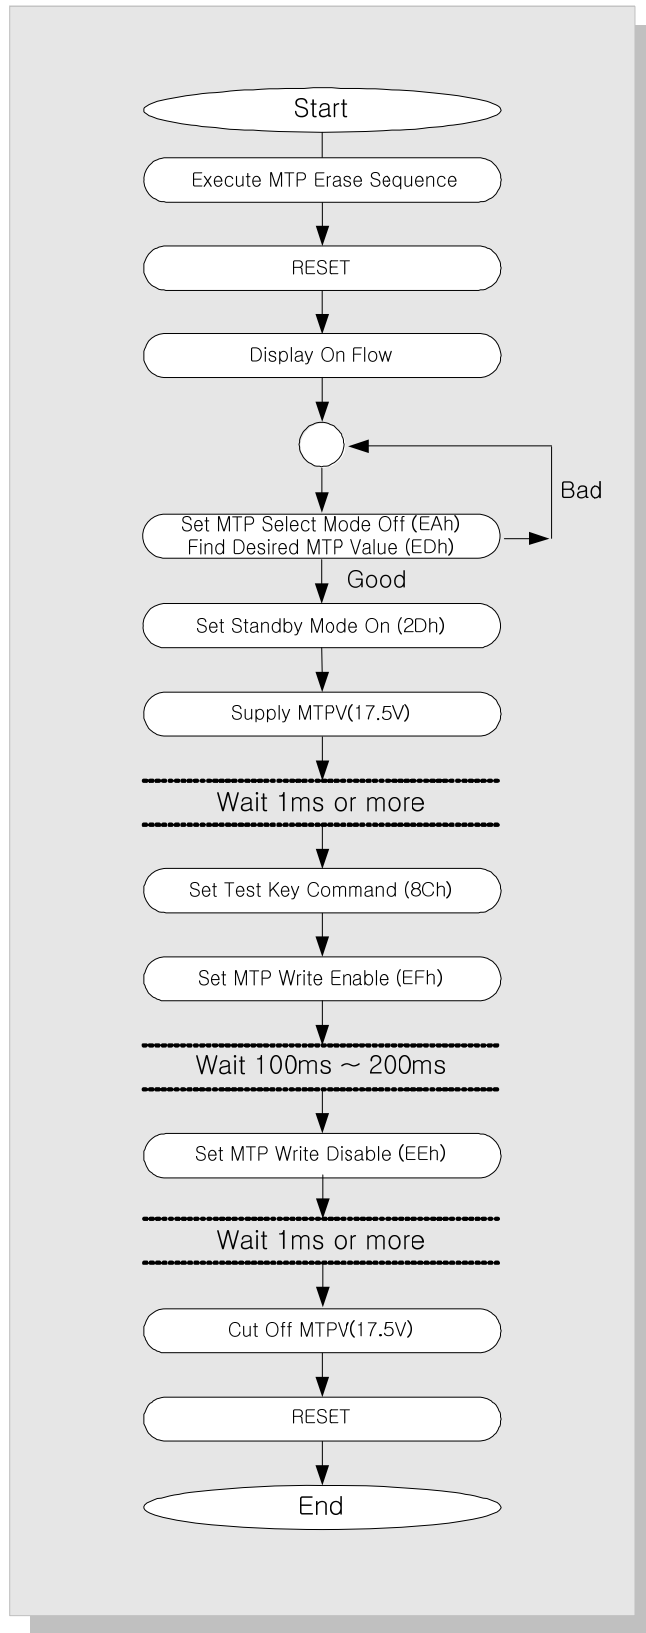 Start
Execute MTP Erase Sequence
RESET
Display On Flow
Bad
Set MTP Select Mode Off (EAh)
Find Desired MTP Value (EDh)
Good
Set Standby Mode On (2Dh)
Supply MTPV(17.5V)
Wait 1ms or more
Set Test Key Command (8Ch)
Set MTP Write Enable (EFh)
Wait 100ms ~ 200ms
Set MTP Write Disable (EEh)
Wait 1ms or more
Cut Off MTPV(17.5V)
RESET
End